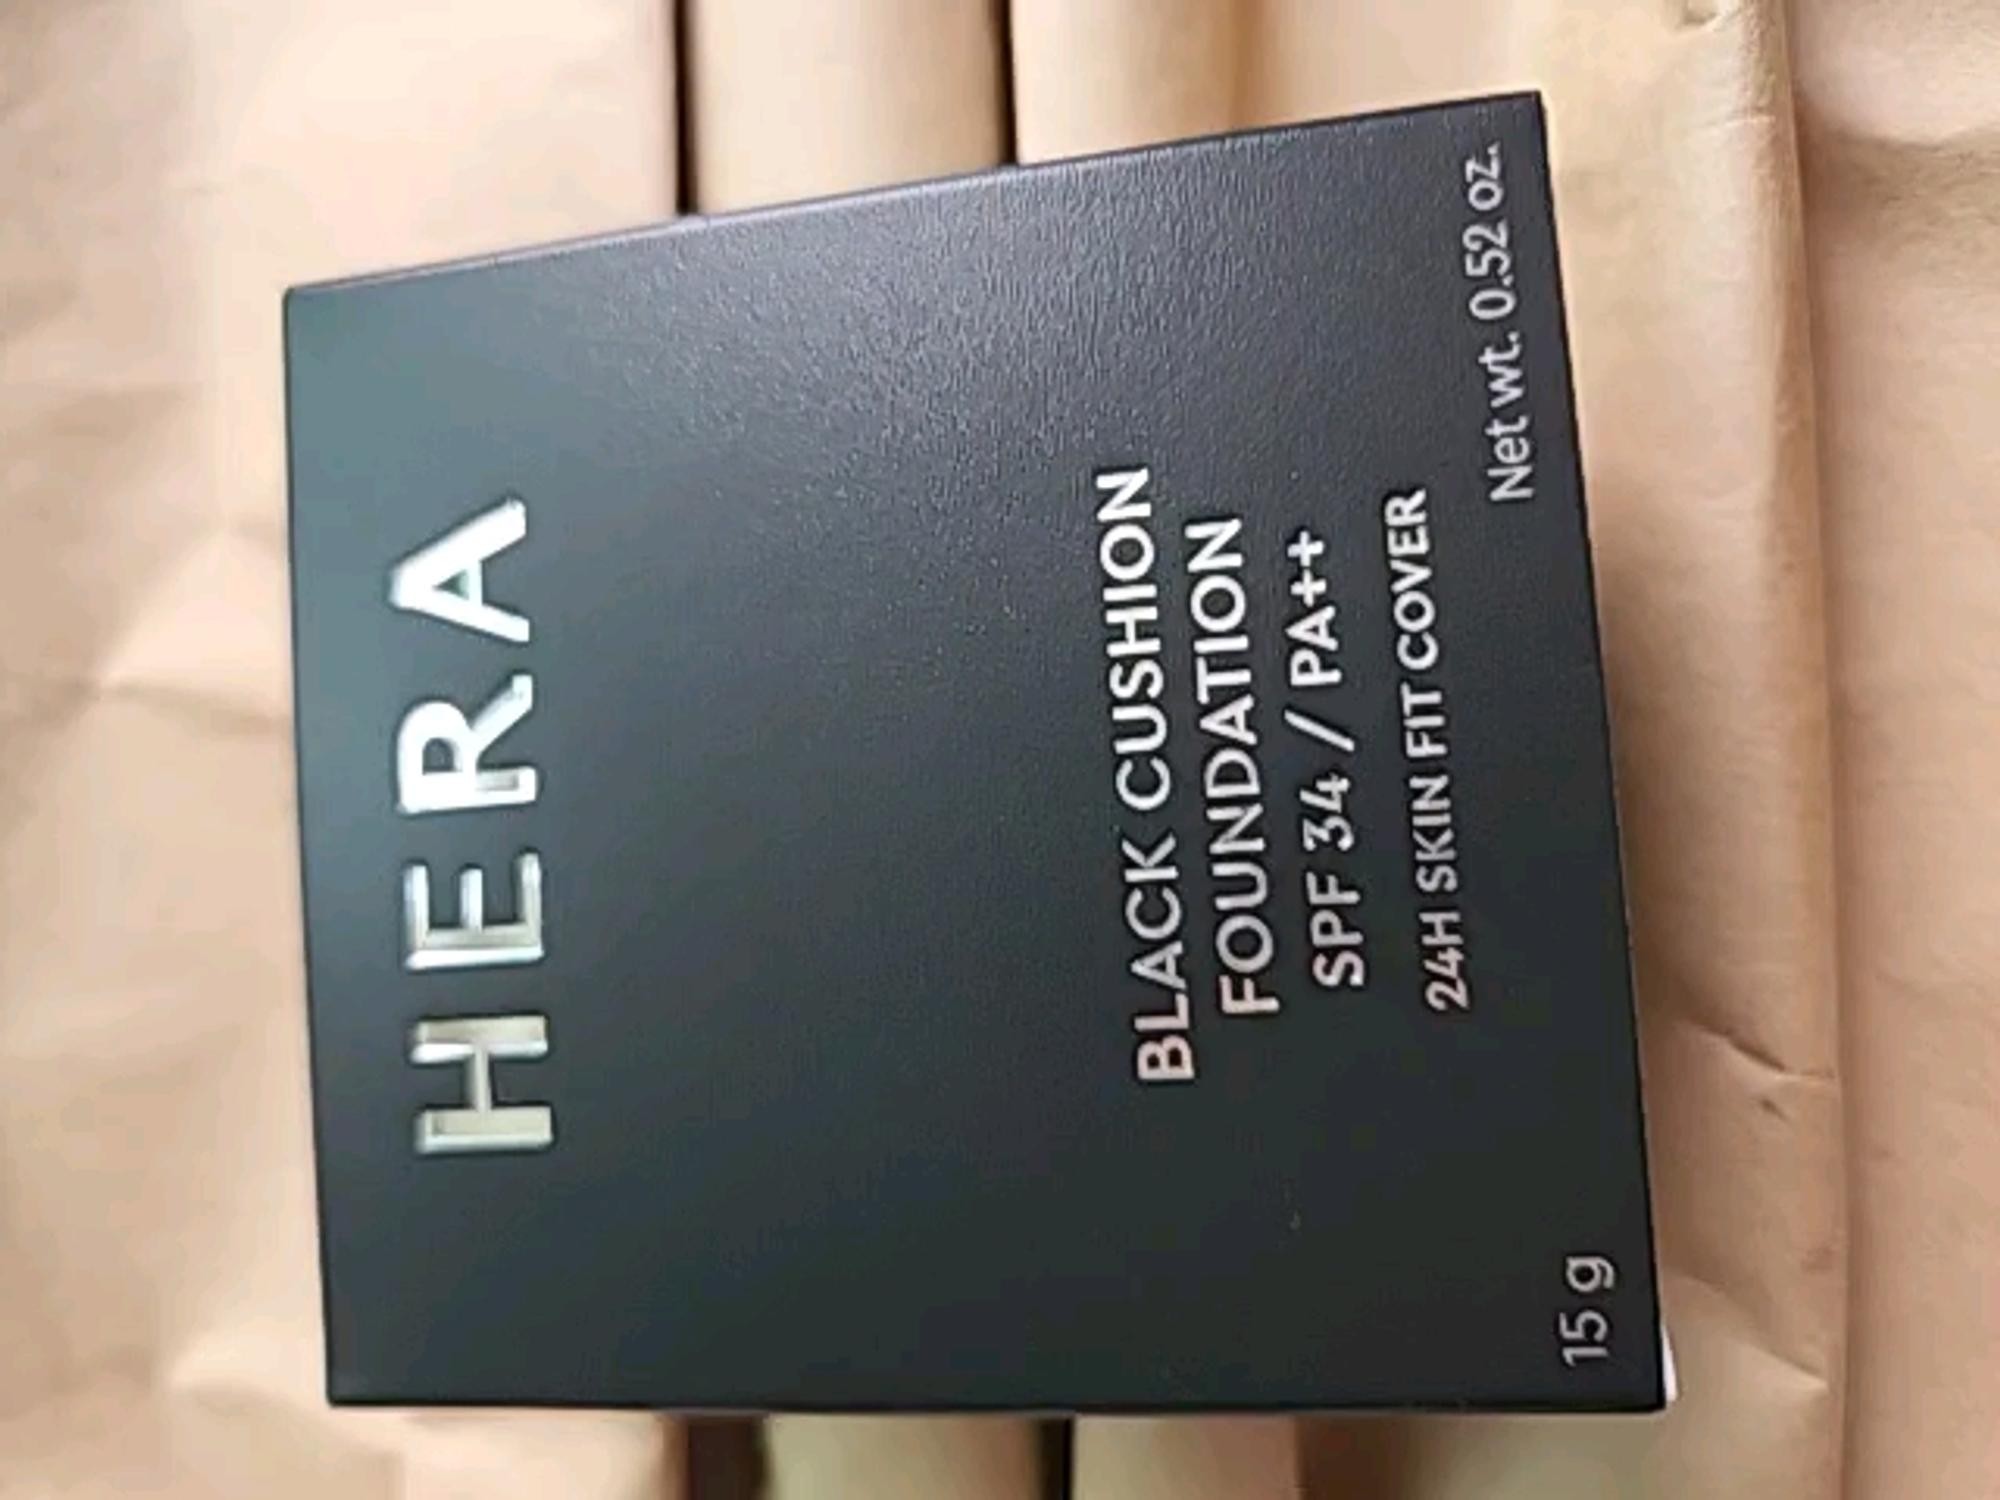 HERA
BLACK CUSHION
FOUNDATION
SPF 34 / PA++
24H SKIN FIT COVER
15 g
Net wt. 0.52 oz.